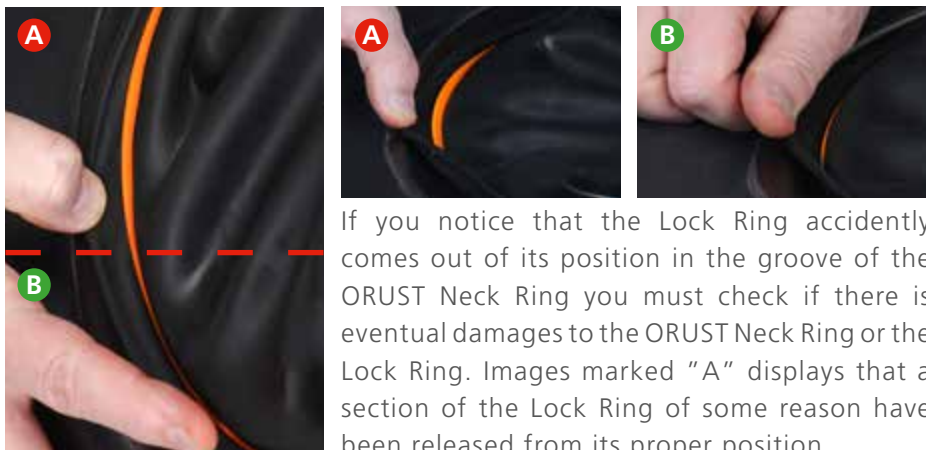 A
A
B
B
If you notice that the Lock Ring accidently
comes out of its position in the groove of the
ORUST Neck Ring you must check if there is
eventual damages to the ORUST Neck Ring or the
Lock Ring. Images marked ”A” displays that a
section of the Lock Ring of some reason have
been released from its proper position.